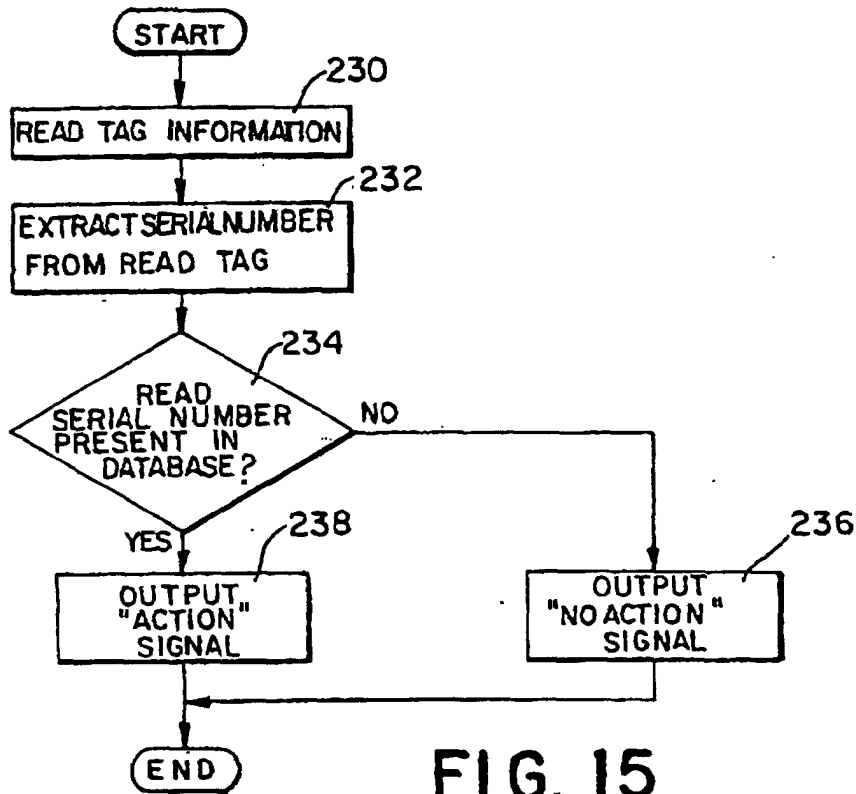 START
230
READ TAG INFORMATION
232
EXTRACT SERIAL NUMBER
FROM READ TAG
234
READ
SERIAL NUMBER
PRESENT IN
DATABASE?
NO
YES
238
OUTPUT
"ACTION"
SIGNAL
236
OUTPUT
"NO ACTION"
SIGNAL
END
FIG. 15